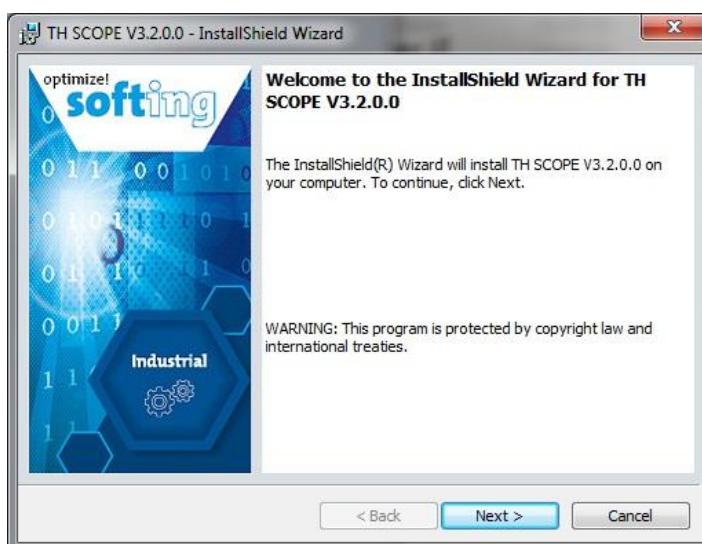 TH SCOPE V3.2.0.0 - InstallShield Wizard
optimize!
softing
Welcome to the InstallShield Wizard for TH
SCOPE V3.2.0.0
The InstallShield(R) Wizard will install TH SCOPE V3.2.0.0 on
your computer. To continue, click Next.
WARNING: This program is protected by copyright law and
international treaties.
Industrial
< Back
Next >
Cancel